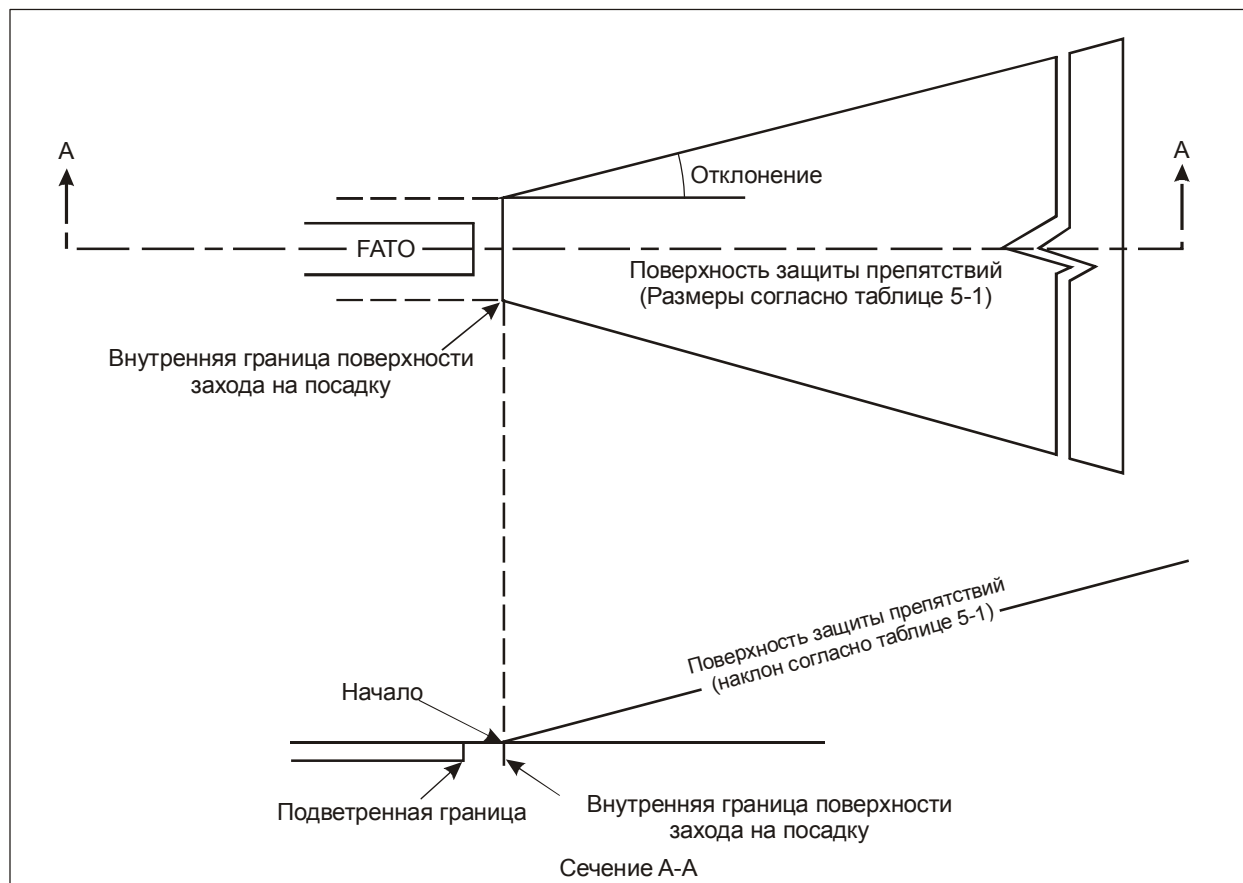 А
А
Отклонение
FATO
Поверхность защиты препятствий
(Размеры согласно таблице 5-1)
Внутренняя граница поверхности
захода на посадку
Поверхность защиты препятствий
(наклон согласно таблице 5-1)
Начало
Подветренная граница
Внутренняя граница поверхности
захода на посадку
Сечение А-А